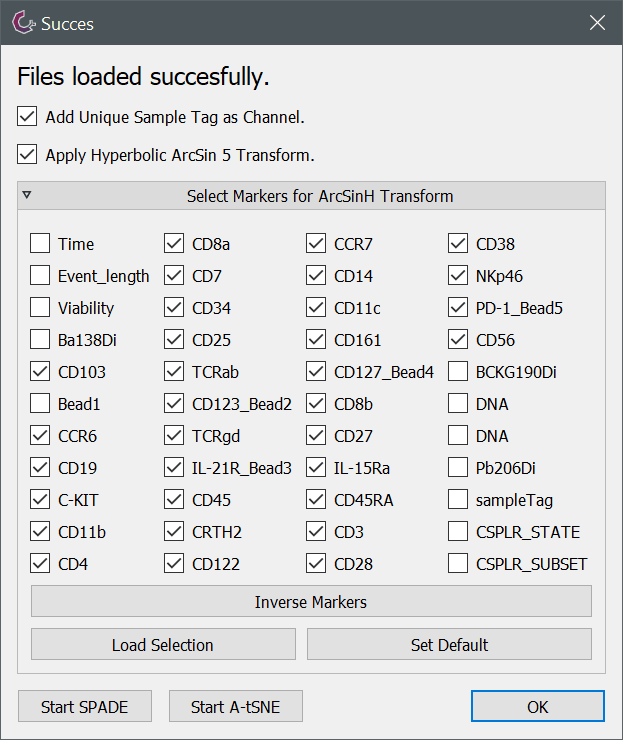 Succes
Files loaded succesfully.
Add Unique Sample Tag as Channel.
Apply Hyperbolic ArcSin 5 Transform.
Select Markers for ArcSinH Transform
Time CD8a CCR7 CD38
Event_length CD7 CD14 NKp46
Viability CD34 CD11c PD-1_Bead5
Ba138Di CD25 CD161 CD56
CD103 TCRab CD127_Bead4 BCKG190Di
Bead1 CD123_Bead2 CD8b DNA
CCR6 TCRgd CD27 DNA
CD19 IL-21R_Bead3 IL-15Ra Pb206Di
C-KIT CD45 CD45RA sampleTag
CD11b CRTH2 CD3 CSPLR_STATE
CD4 CD122 CD28 CSPLR_SUBSET
Inverse Markers
Load Selection Set Default
Start SPADE Start A-tSNE OK